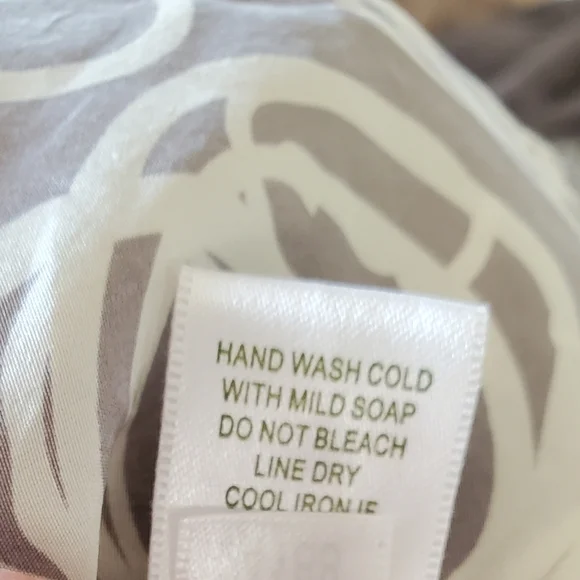 HAND WASH COLD
WITH MILD SOAP
DO NOT BLEACH
LINE DRY
COOL IRON IF